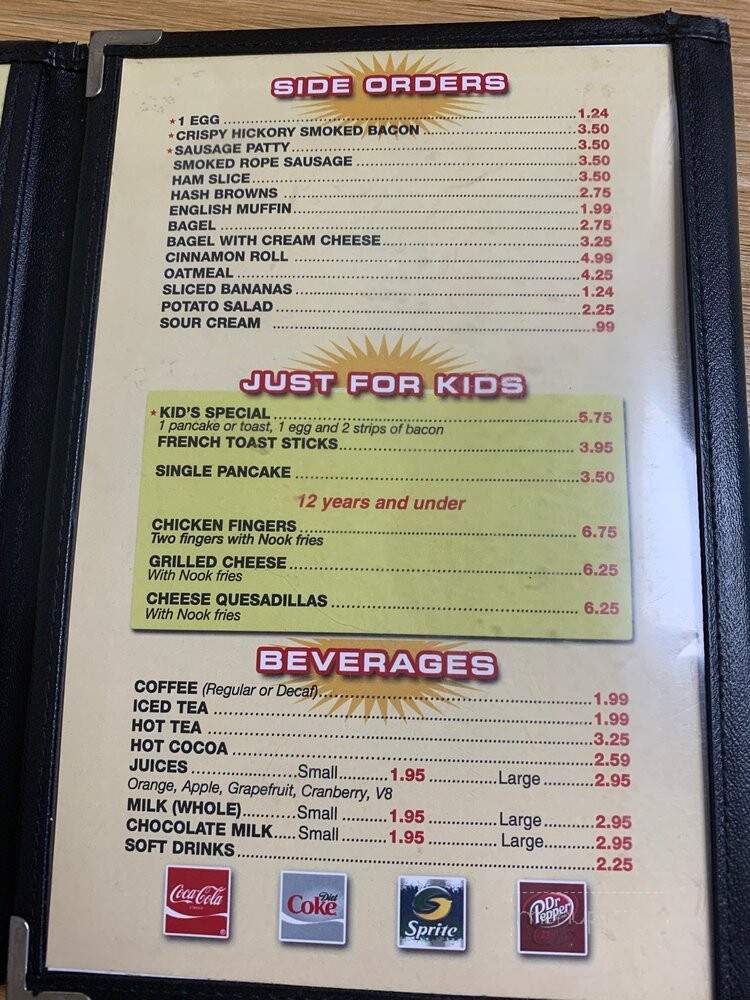 SIDE ORDERS
*1 EGG 1.24
*CRISPY HICKORY SMOKED BACON 3.50
*SAUSAGE PATTY 3.50
SMOKED ROPE SAUSAGE 3.50
HAM SLICE 3.50
HASH BROWNS 2.75
ENGLISH MUFFIN 1.99
BAGEL 2.75
BAGEL WITH CREAM CHEESE 3.25
CINNAMON ROLL 4.99
OATMEAL 4.25
SLICED BANANAS 1.24
POTATO SALAD 2.25
SOUR CREAM .99
JUST FOR KIDS
*KID'S SPECIAL 5.75
1 pancake or toast, 1 egg and 2 strips of bacon
FRENCH TOAST STICKS 3.95
SINGLE PANCAKE 3.50
12 years and under
CHICKEN FINGERS 6.75
Two fingers with Nook fries
GRILLED CHEESE 6.25
With Nook fries
CHEESE QUESADILLAS 6.25
With Nook fries
BEVERAGES
COFFEE (Regular or Decaf) 1.99
ICED TEA 1.99
HOT TEA 3.25
HOT COCOA 2.59
JUICES Small 1.95 Large 2.95
Orange, Apple, Grapefruit, Cranberry, V8
MILK (WHOLE) Small 1.95 Large 2.95
CHOCOLATE MILK Small 1.95 Large 2.95
SOFT DRINKS 2.25
Coca-Cola
Diet Coke
Sprite
Dr Pepper